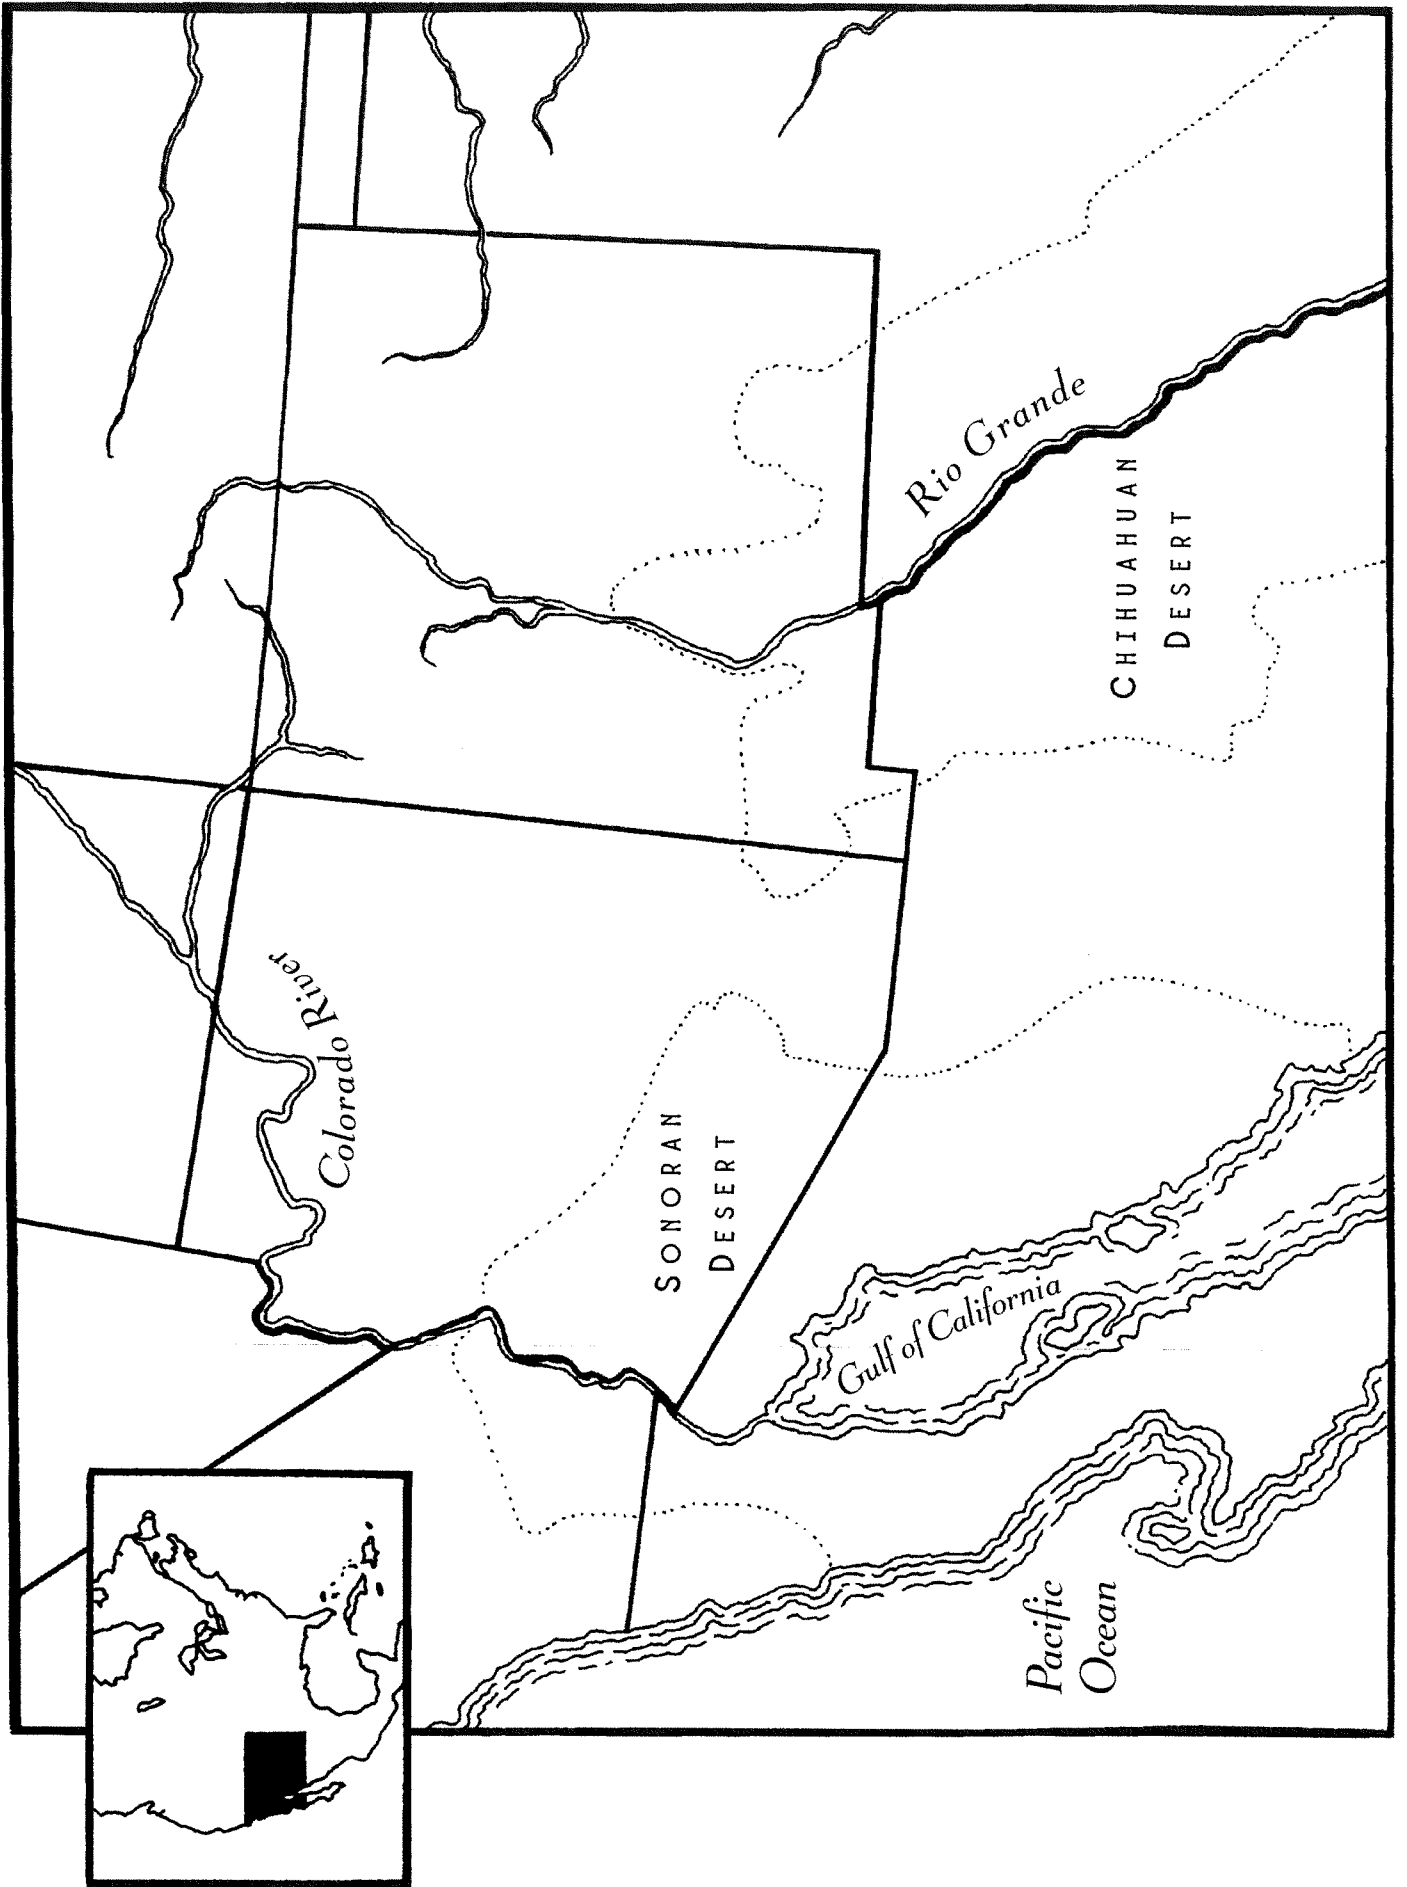 Colorado River
Rio Grande
CHIHUAHUAN
DESERT
SONORAN
DESERT
Gulf of California
Pacific
Ocean